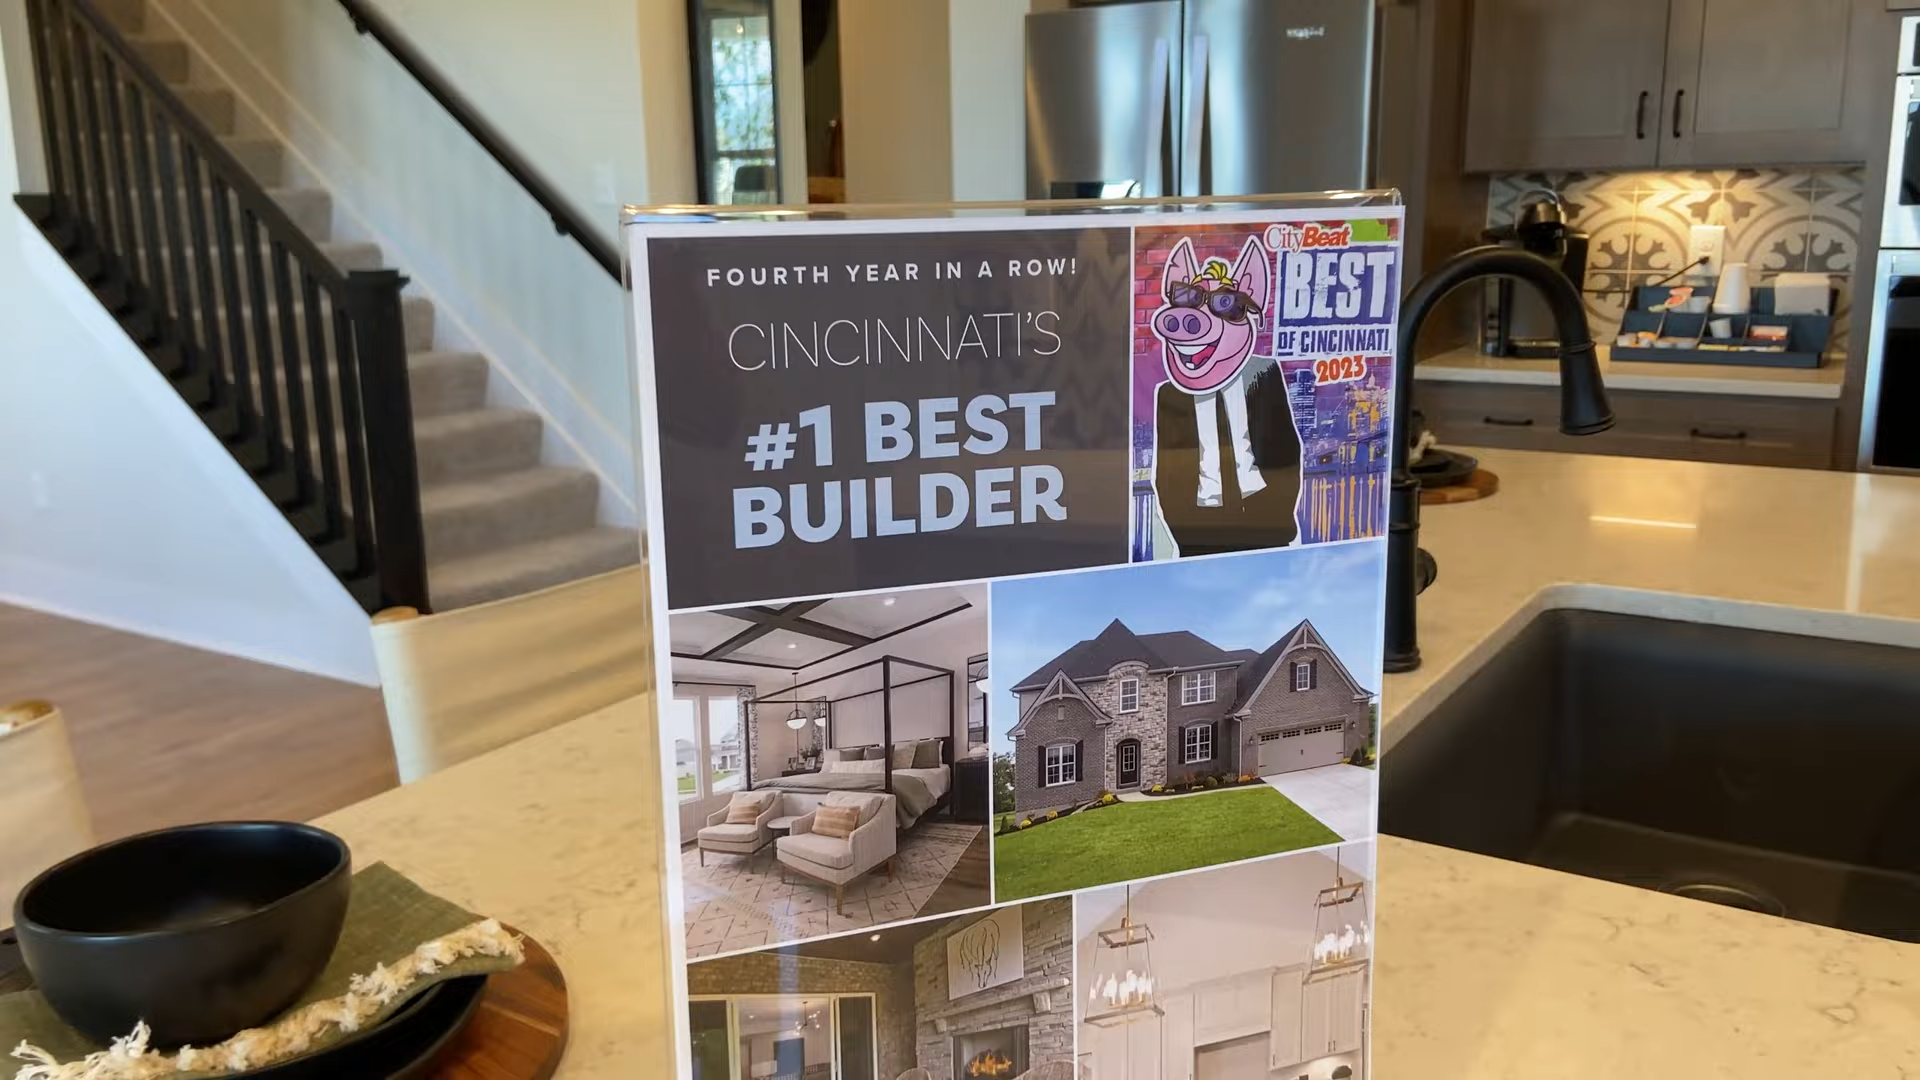 FOURTH YEAR IN A ROW!
CINCINNATI'S
#1 BEST
BUILDER
CityBeat
BEST
OF CINCINNATI
2023